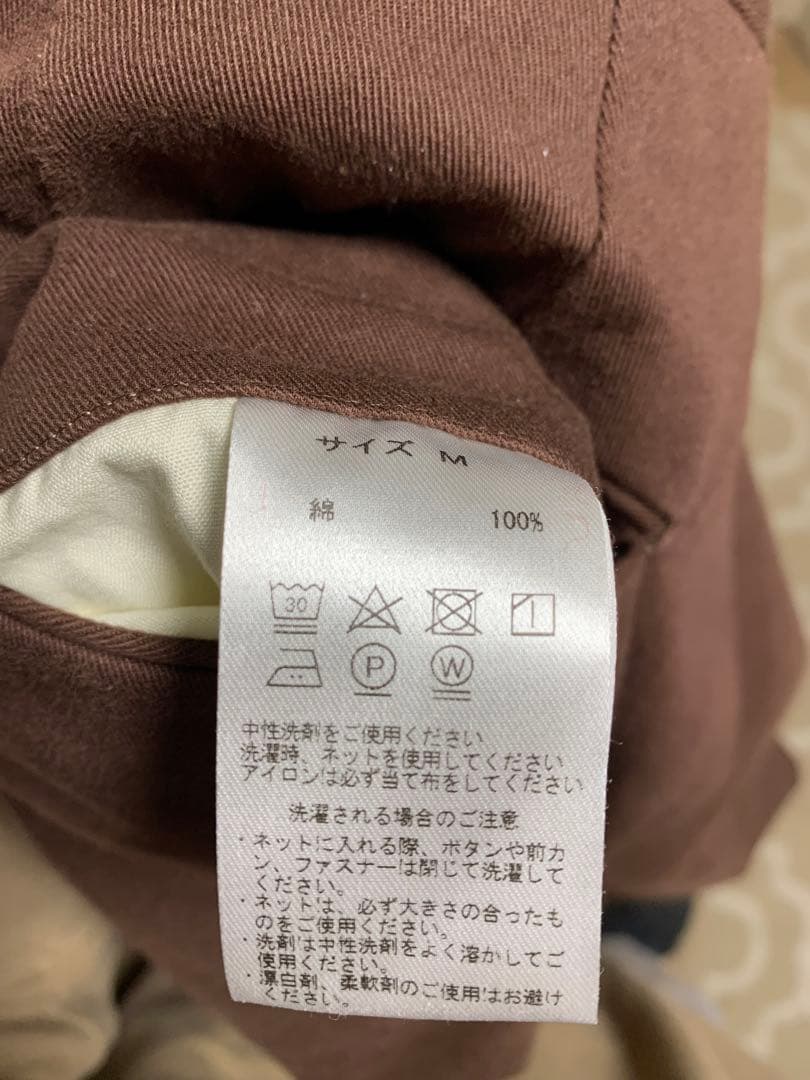 サイズ M
綿 100%
30
P W
中性洗剤をご使用ください
洗濯時、ネットを使用してください
アイロンは必ず当て布をしてください
洗濯される場合のご注意
・ネットに入れる際、ボタンや前カ
ン、ファスナーは閉じて洗濯して
ください。
・ネットは、必ず大きさの合ったも
のをご使用ください。
・洗剤は中性洗剤をよく溶かしてご
使用ください。
・漂白剤、柔軟剤のご使用はお避け
ください。